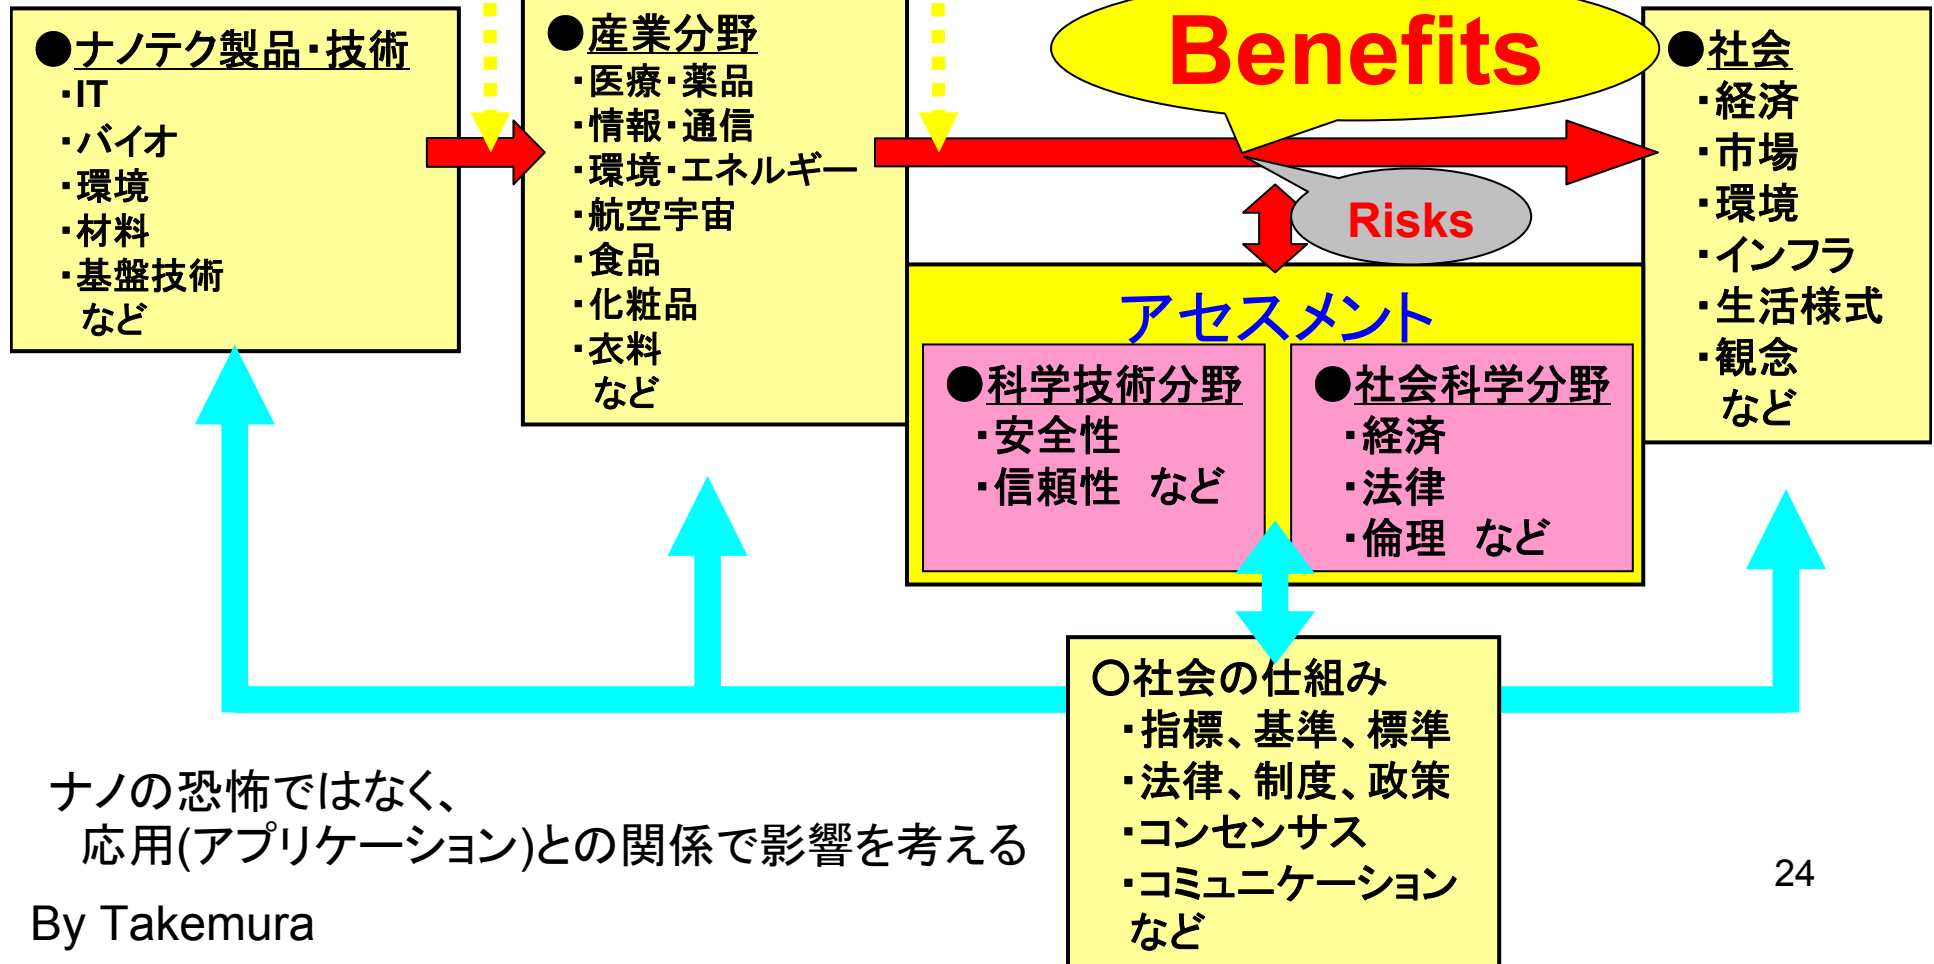 ●ナノテク製品・技術
・IT
・バイオ
・環境
・材料
・基盤技術
など
●産業分野
・医療・薬品
・情報・通信
・環境・エネルギー
・航空宇宙
・食品
・化粧品
・衣料
など
Benefits
Risks
●社会
・経済
・市場
・環境
・インフラ
・生活様式
・観念
など
アセスメント
●科学技術分野
・安全性
・信頼性 など
●社会科学分野
・経済
・法律
・倫理 など
○社会の仕組み
・指標、基準、標準
・法律、制度、政策
・コンセンサス
・コミュニケーション
など
ナノの恐怖ではなく、
応用(アプリケーション)との関係で影響を考える
By Takemura
24